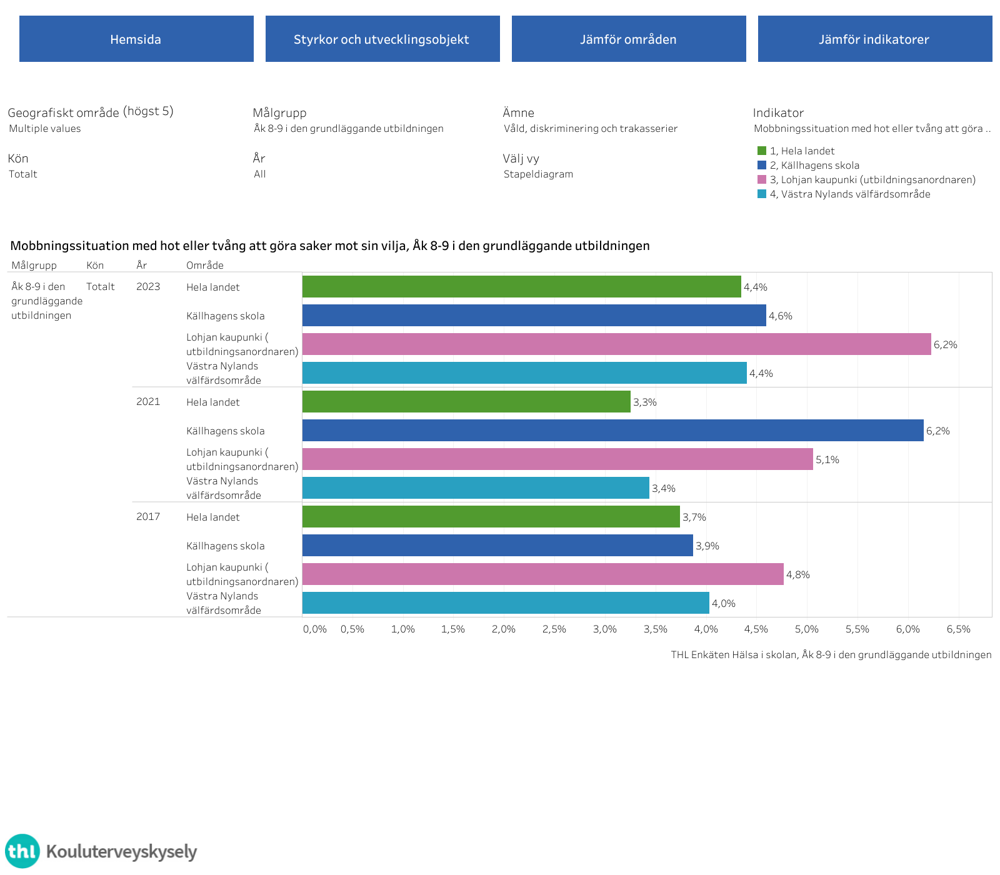 Hemsida
Styrkor och utvecklingsobjekt
Jämför områden
Jämför indikatorer
Geografiskt område (högst 5)
Multiple values
Målgrupp
Åk 8-9 i den grundläggande utbildningen
Ämne
Våld, diskriminering och trakasserier
Indikator
Mobbningssituation med hot eller tvång att göra ..
Kön
Totalt
År
All
Välj vy
Stapeldiagram
1, Hela landet
2, Källhagens skola
3, Lohjan kaupunki (utbildningsanordnaren)
4, Västra Nylands välfärdsområde
Mobbningssituation med hot eller tvång att göra saker mot sin vilja, Åk 8-9 i den grundläggande utbildningen
Målgrupp Kön År Område
Åk 8-9 i den
grundläggande
utbildningen
Totalt
2023
Hela landet
4,4%
Källhagens skola
4,6%
Lohjan kaupunki (
utbildningsanordnaren)
6,2%
Västra Nylands
välfärdsområde
4,4%
2021
Hela landet
3,3%
Källhagens skola
6,2%
Lohjan kaupunki (
utbildningsanordnaren)
5,1%
Västra Nylands
välfärdsområde
3,4%
2017
Hela landet
3,7%
Källhagens skola
3,9%
Lohjan kaupunki (
utbildningsanordnaren)
4,8%
Västra Nylands
välfärdsområde
4,0%
0,0% 0,5% 1,0% 1,5% 2,0% 2,5% 3,0% 3,5% 4,0% 4,5% 5,0% 5,5% 6,0% 6,5%
THL Enkäten Hälsa i skolan, Åk 8-9 i den grundläggande utbildningen
thl Kouluterveyskysely